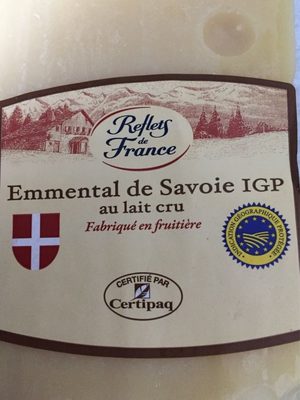 Reflets
de
France
Emmental de Savoie IGP
au lait cru
Fabriqué en fruitière
INDICATION GÉOGRAPHIQUE PROTÉGÉE
CERTIFIÉ PAR
Certipaq